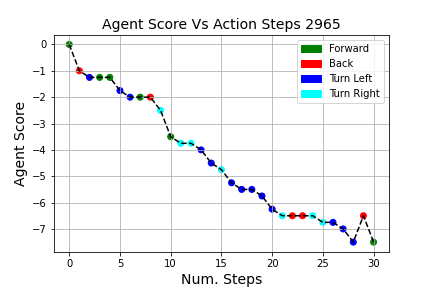 Agent Score Vs Action Steps 2965
Forward
Back
Turn Left
Turn Right
Agent Score
0
−1
−2
−3
−4
−5
−6
−7
0 5 10 15 20 25 30
Num. Steps